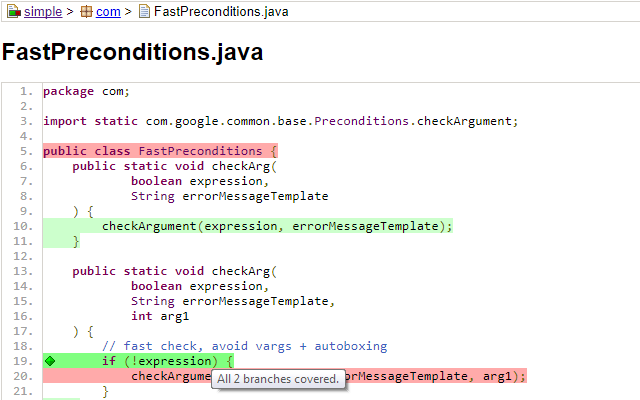 simple > com > FastPreconditions.java
FastPreconditions.java
1. package com;
2.
3. import static com.google.common.base.Preconditions.checkArgument;
4.
5. public class FastPreconditions {
6. public static void checkArg(
7. boolean expression,
8. String errorMessageTemplate
9. ) {
10. checkArgument(expression, errorMessageTemplate);
11. }
12.
13. public static void checkArg(
14. boolean expression,
15. String errorMessageTemplate,
16. int arg1
17. ) {
18. // fast check, avoid vargs + autoboxing
19. if (!expression) {
20. checkArgume rorMessageTemplate, arg1);
All 2 branches covered.
21. }